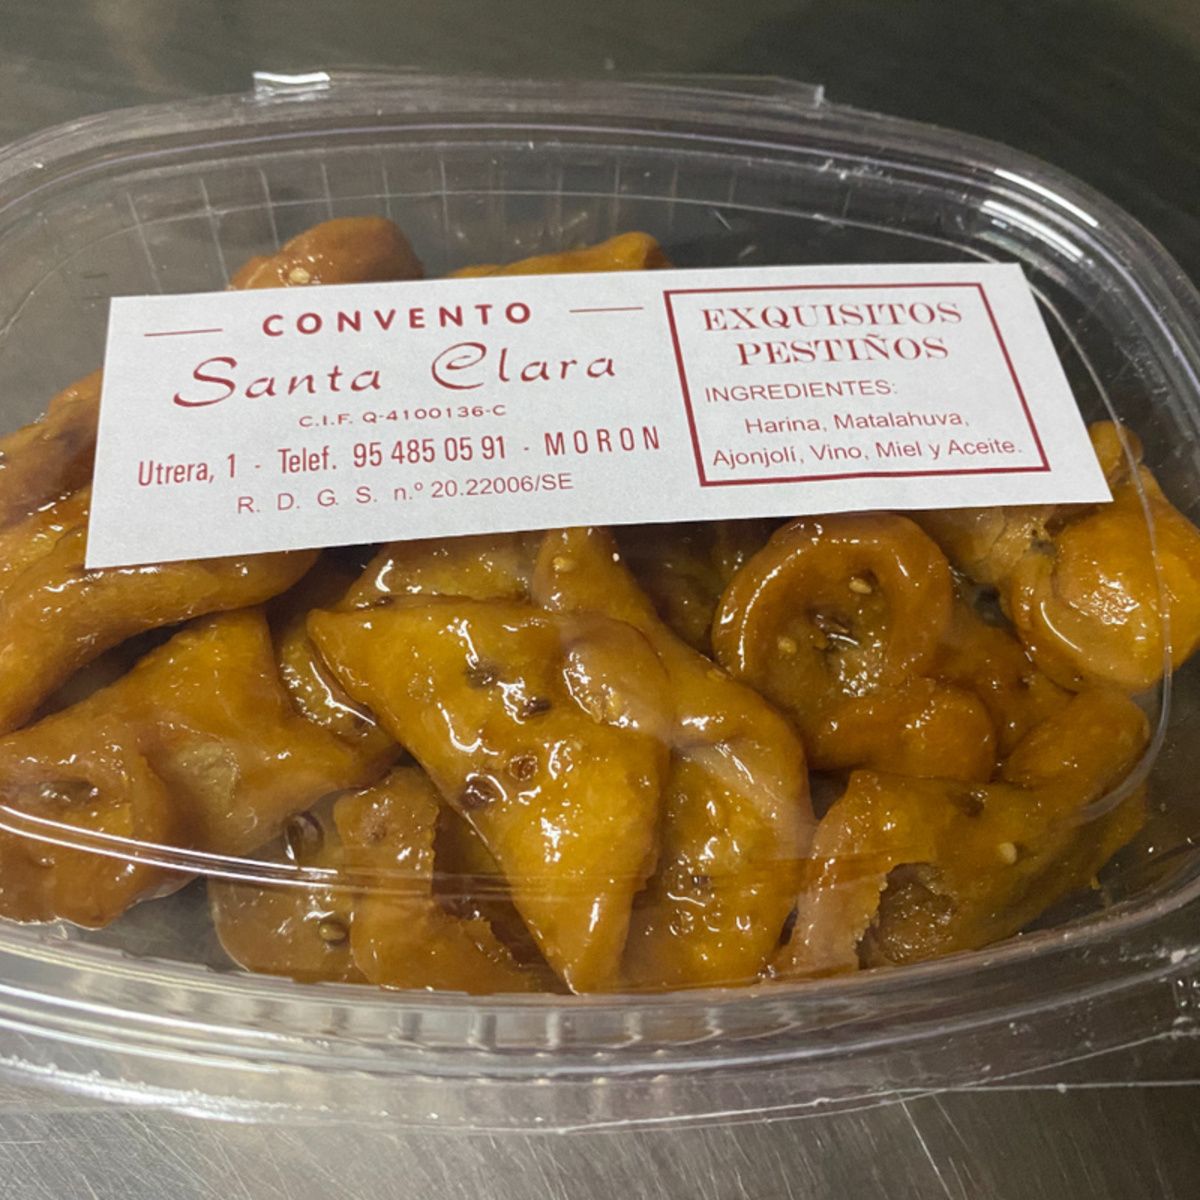 CONVENTO
Santa Clara
C.I.F. Q-4100136-C
Utrera, 1 - Telef. 95 485 05 91 - MORON
R. D. G. S. n.º 20.22006/SE
EXQUISITOS
PESTIÑOS
INGREDIENTES:
Harina, Matalahuva,
Ajonjolí, Vino, Miel y Aceite.